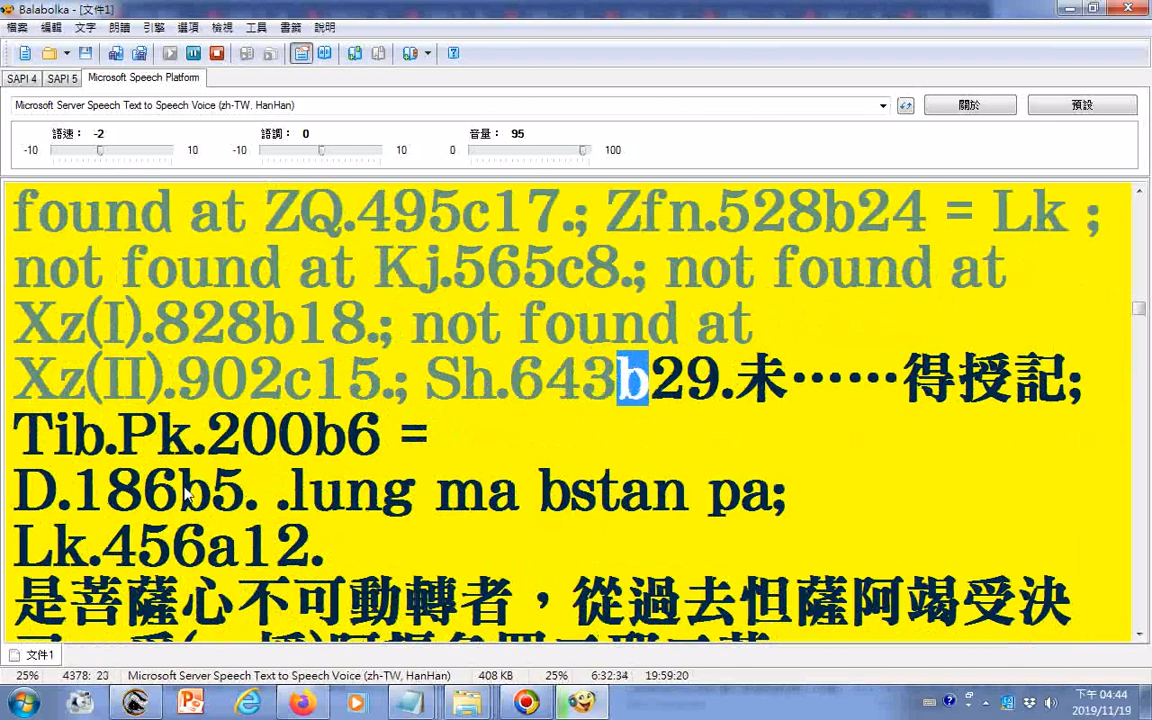 Balabolka - [文件1]
檔案 編輯 文字 朗讀 引擎 選項 檢視 工具 書籤 說明
SAPI 4 SAPI 5 Microsoft Speech Platform
Microsoft Server Speech Text to Speech Voice (zh-TW, HanHan) 關於 預設
語速： -2 語調： 0 音量： 95
-10 10 -10 10 0 100
found at ZQ.495c17.; Zfn.528b24 = Lk ;
not found at Kj.565c8.; not found at
Xz(I).828b18.; not found at
Xz(II).902c15.; Sh.643b29.未……得授記;
Tib.Pk.200b6 =
D.186b5. .lung ma bstan pa;
Lk.456a12.
是菩薩心不可動轉者，從過去怛薩阿竭受決
文件1
25% 4378: 23 Microsoft Server Speech Text to Speech Voice (zh-TW, HanHan) 408 KB 25% 6:32:34 19:59:20
下午 04:44
2019/11/19